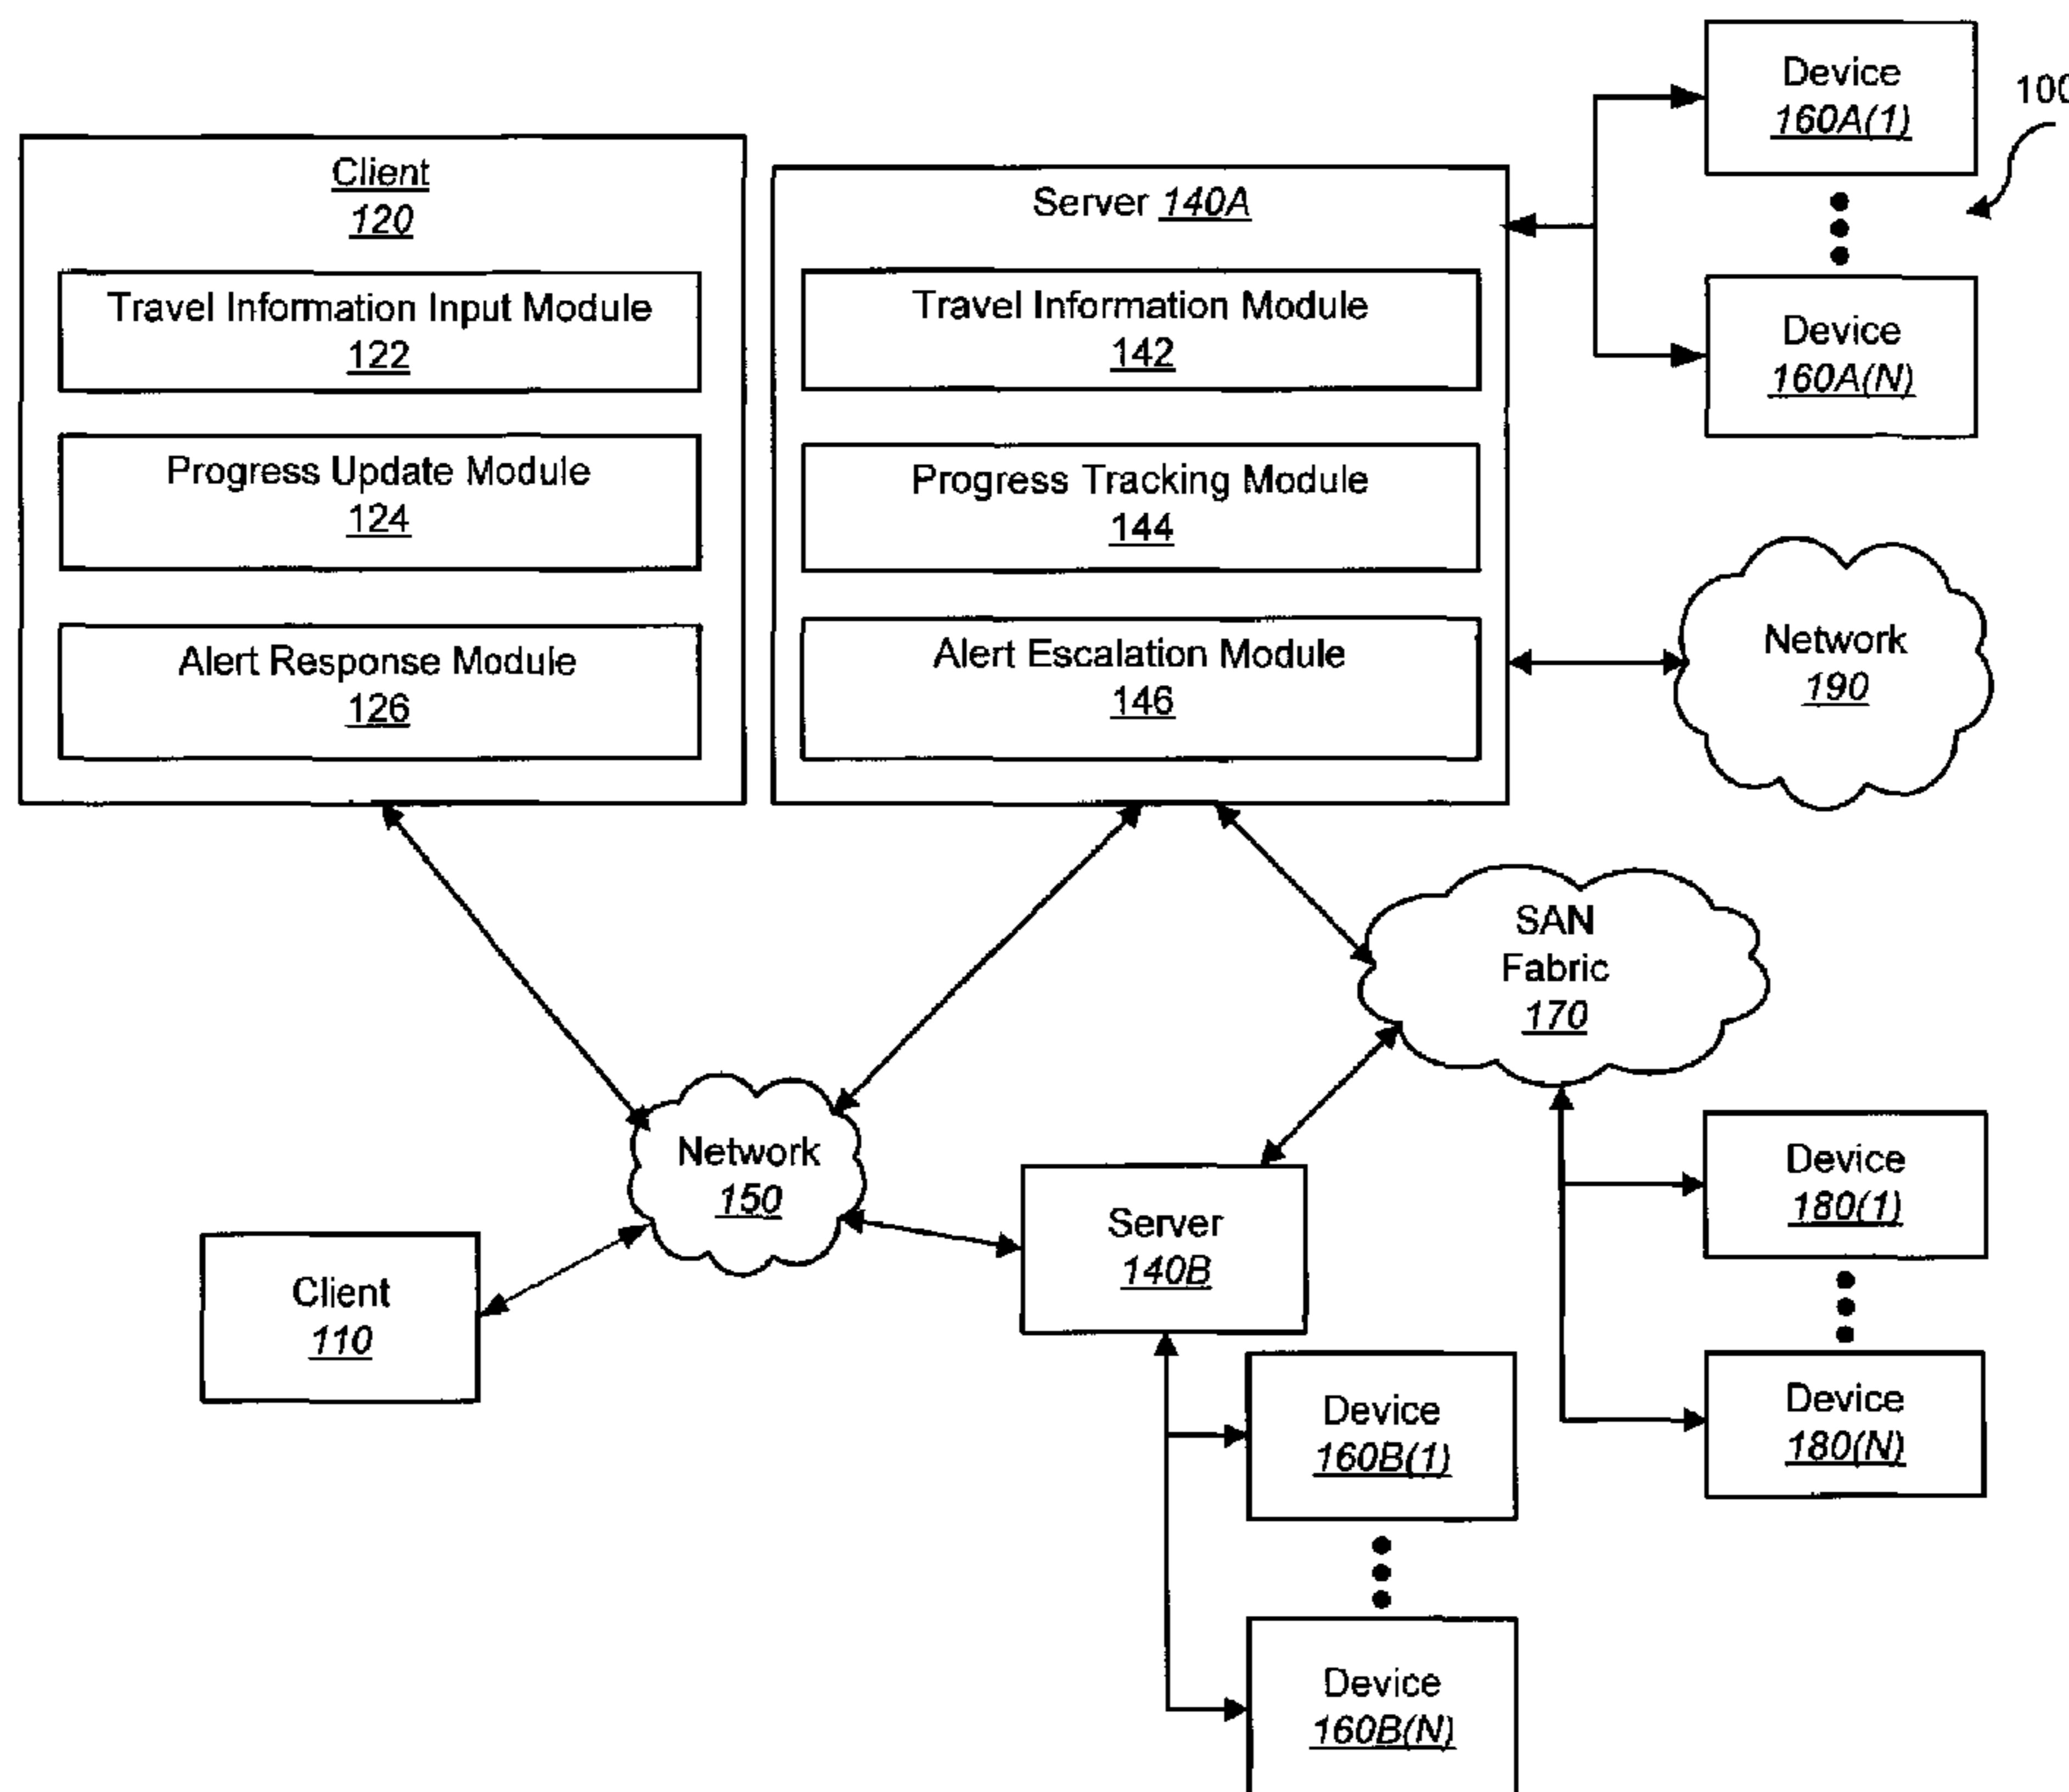 Device
160A(1)
100
Client
120
Server 140A
Travel Information Input Module
122
Travel Information Module
142
Device
160A(N)
Progress Update Module
124
Progress Tracking Module
144
Alert Response Module
126
Alert Escalation Module
146
Network
190
SAN
Fabric
170
Network
150
Device
180(1)
Server
140B
Client
110
Device
180(N)
Device
160B(1)
Device
160B(N)